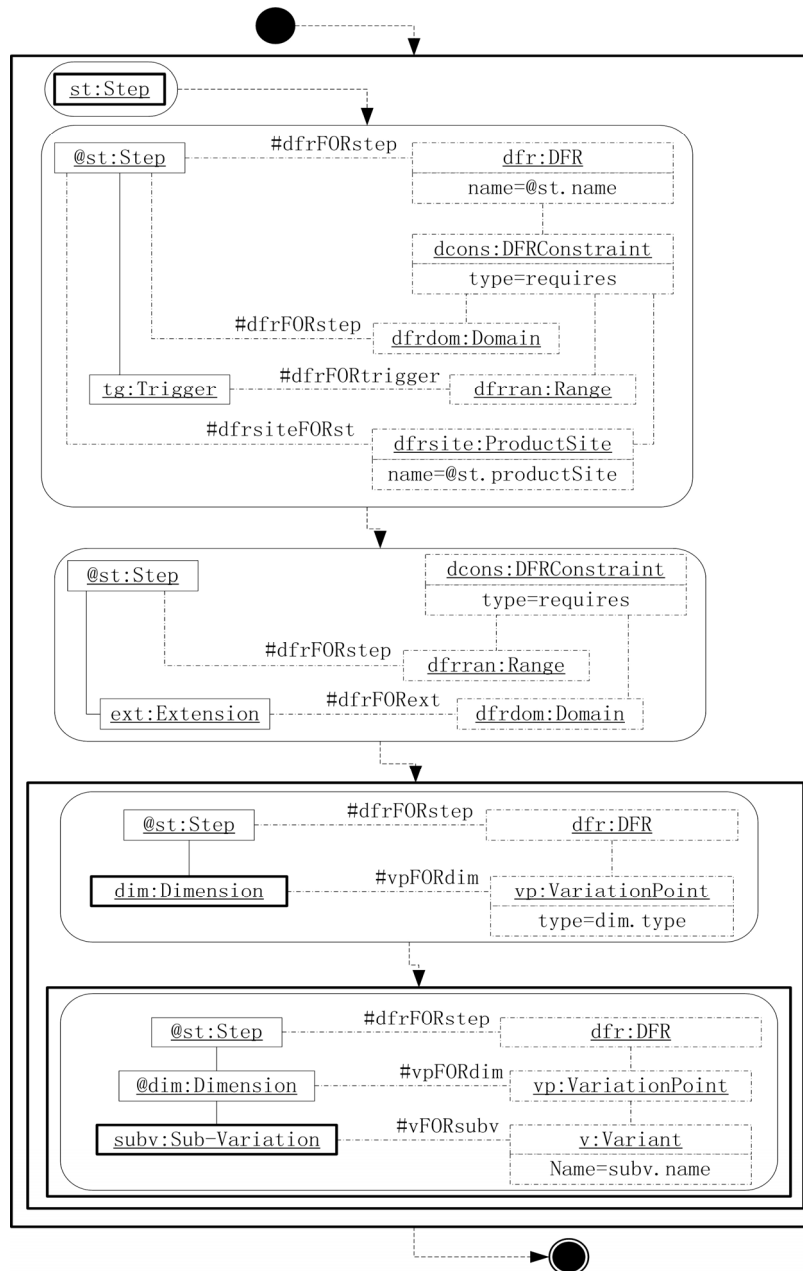 st:Step
#dfrFORstep
@st:Step
dfr:DFR
name=@st.name
dcons:DFRConstraint
type=requires
#dfrFORstep
dfrdom:Domain
#dfrFORtrigger
tg:Trigger
dfrran:Range
#dfrsiteFORst
dfrsite:ProductSite
name=@st.productSite
@st:Step
dcons:DFRConstraint
type=requires
#dfrFORstep
dfrran:Range
#dfrFORext
ext:Extension
dfrdom:Domain
#dfrFORstep
@st:Step
dfr:DFR
#vpFORdim
dim:Dimension
vp:VariationPoint
type=dim.type
#dfrFORstep
@st:Step
dfr:DFR
#vpFORdim
@dim:Dimension
vp:VariationPoint
#vFORsubv
subv:Sub-Variation
v:Variant
Name=subv.name